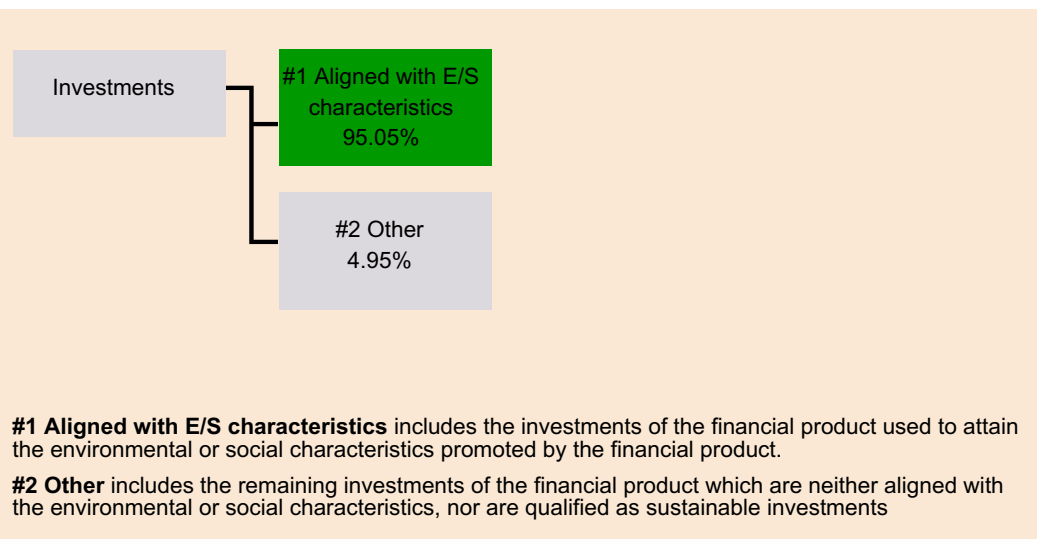 Investments
#1 Aligned with E/S
characteristics
95.05%
#2 Other
4.95%
#1 Aligned with E/S characteristics includes the investments of the financial product used to attain
the environmental or social characteristics promoted by the financial product.
#2 Other includes the remaining investments of the financial product which are neither aligned with
the environmental or social characteristics, nor are qualified as sustainable investments